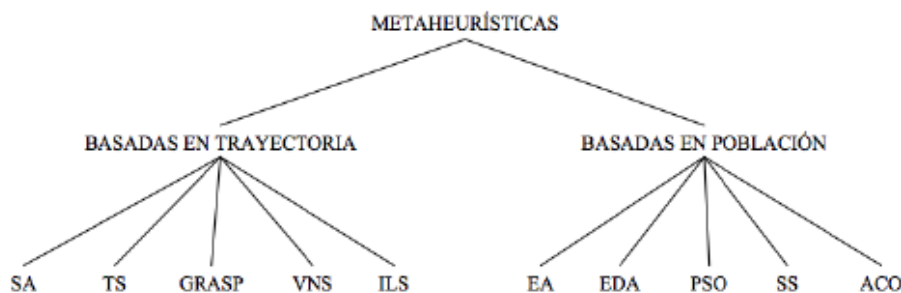 METAHEURÍSTICAS
BASADAS EN TRAYECTORIA BASADAS EN POBLACIÓN
SA TS GRASP VNS ILS EA EDA PSO SS ACO